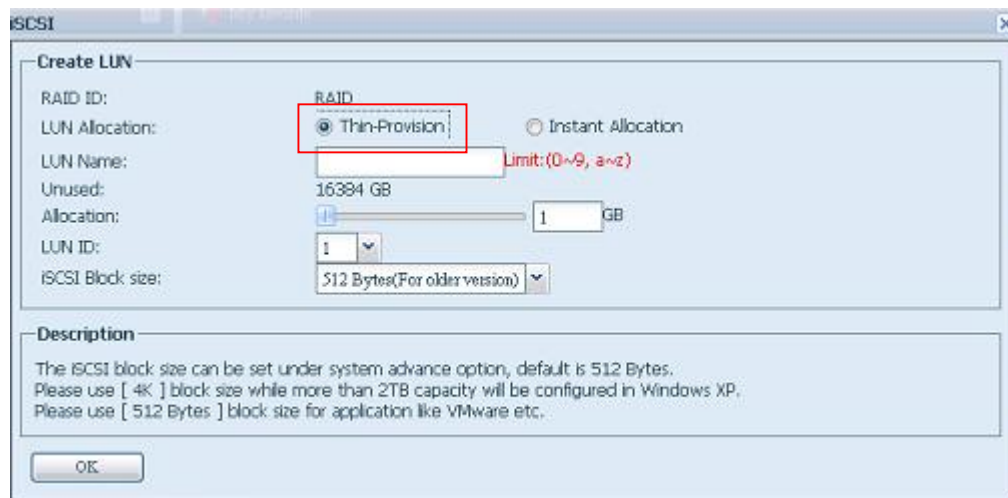 iSCSI
Create LUN
RAID ID: RAID
LUN Allocation: Thin-Provision Instant Allocation
LUN Name: Limit:(0~9, a~z)
Unused: 16384 GB
Allocation: 1 GB
LUN ID: 1
iSCSI Block size: 512 Bytes(For older version)
Description
The iSCSI block size can be set under system advance option, default is 512 Bytes.
Please use [ 4K ] block size while more than 2TB capacity will be configured in Windows XP.
Please use [ 512 Bytes ] block size for application like VMware etc.
OK